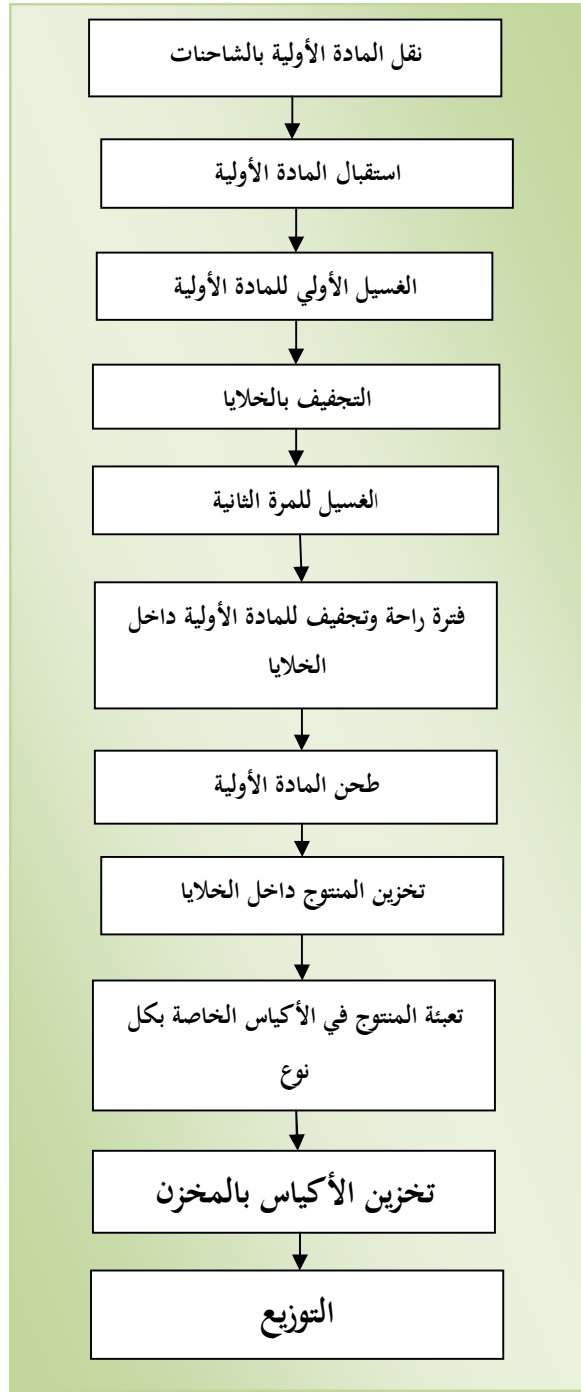 نقل المادة الأولية بالشاحنات
استقبال المادة الأولية
الغسيل الأولي للمادة الأولية
التجفيف بالخلايا
الغسيل للمرة الثانية
فترة راحة وتجفيف للمادة الأولية داخل
الخلايا
طحن المادة الأولية
تخزين المنتوج داخل الخلايا
تعبئة المنتوج في الأكياس الخاصة بكل
نوع
تخزين الأكياس بالمخزن
التوزيع